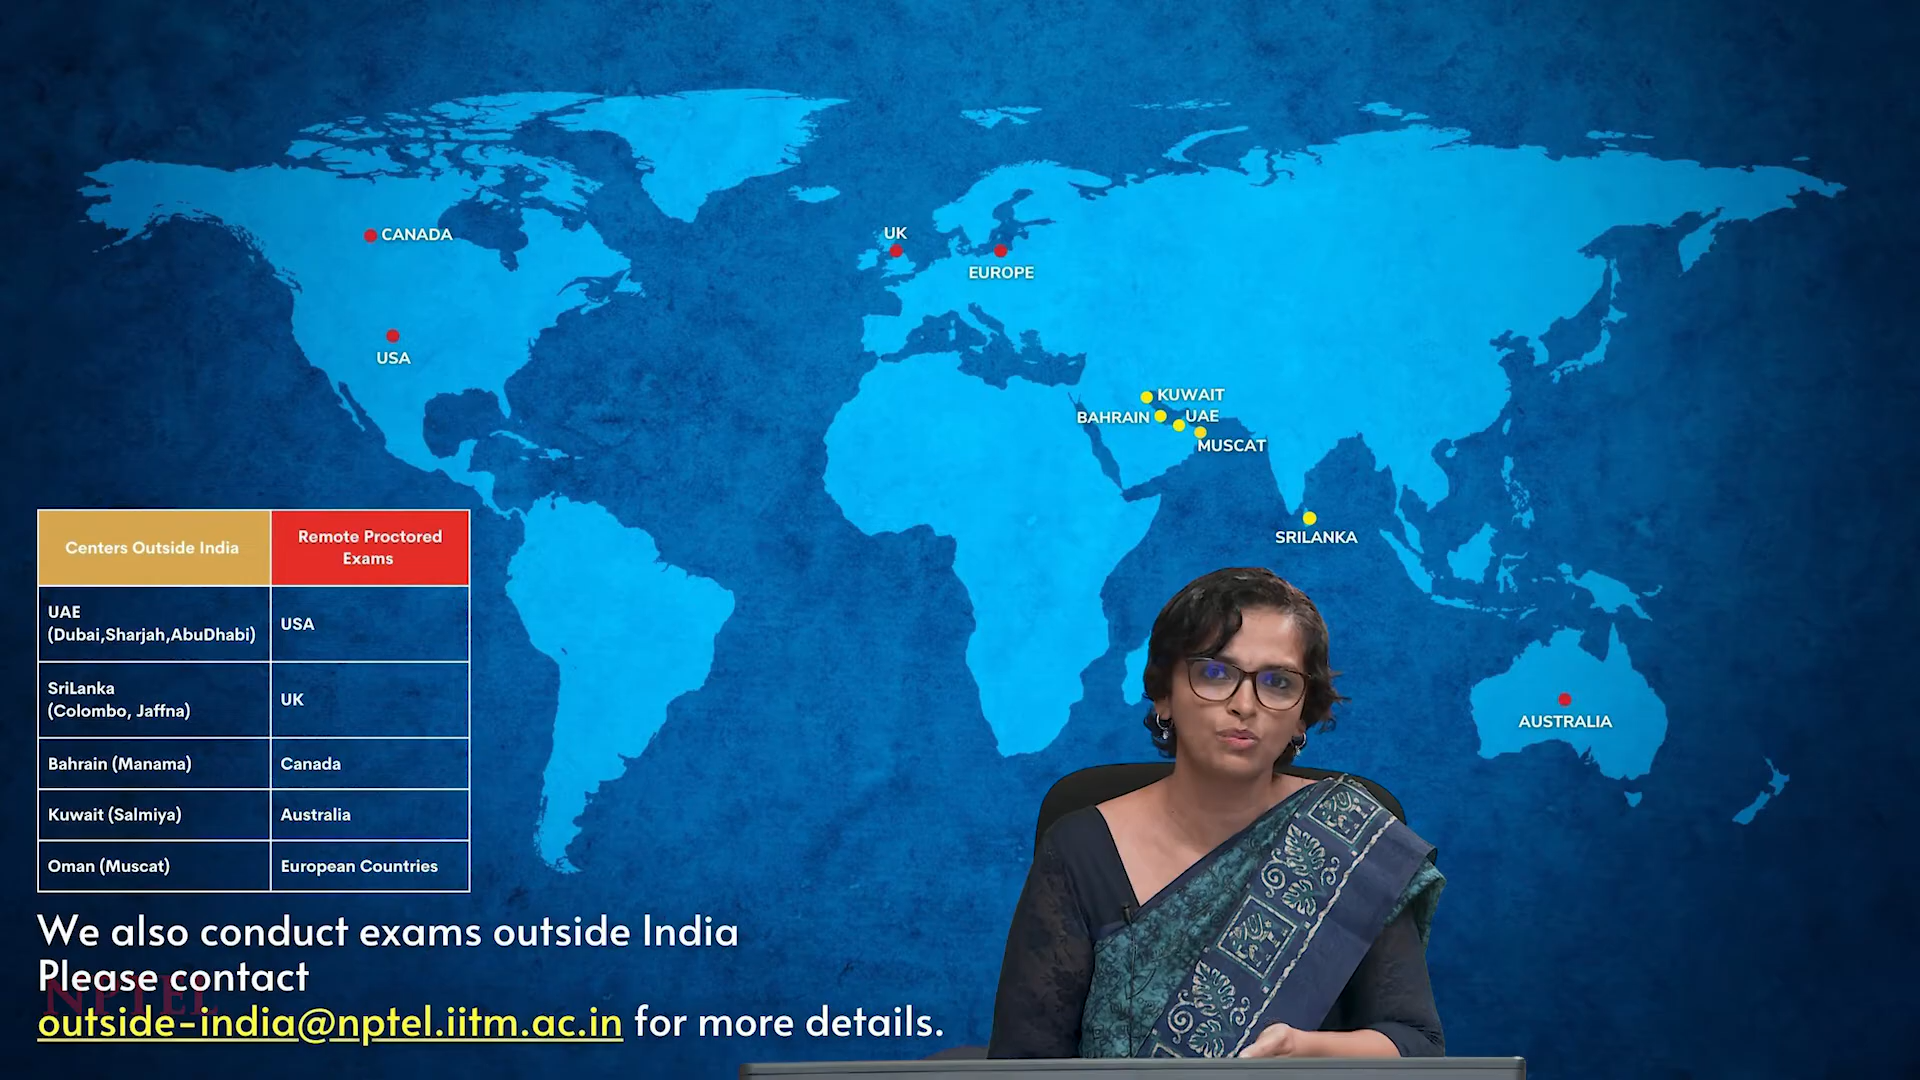 CANADA
UK
EUROPE
USA
KUWAIT
BAHRAIN
UAE
MUSCAT
SRILANKA
AUSTRALIA
Centers Outside India
Remote Proctored
Exams
UAE
(Dubai,Sharjah,AbuDhabi)
USA
SriLanka
(Colombo, Jaffna)
UK
Bahrain (Manama)
Canada
Kuwait (Salmiya)
Australia
Oman (Muscat)
European Countries
We also conduct exams outside India
Please contact
NPTEL
outside-india@nptel.iitm.ac.in for more details.